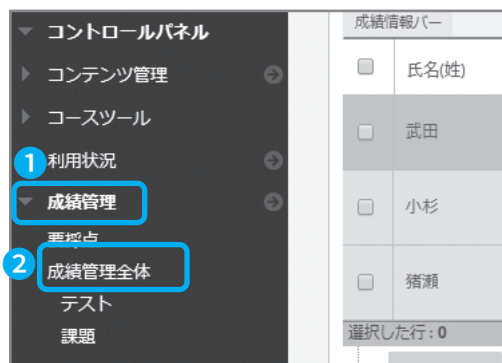 コントロールパネル
コンテンツ管理
コースツール
1
利用状況
成績管理
要採点
2
成績管理全体
テスト
課題
成績情報バー
氏名(姓)
武田
小杉
猪瀬
選択した行:0